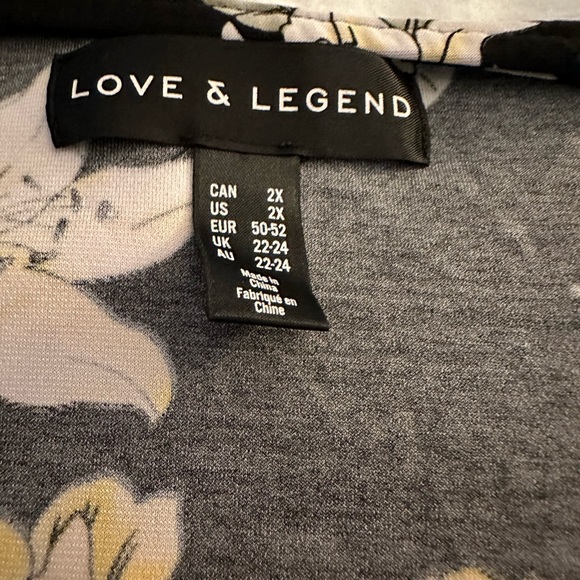 LOVE & LEGEND
CAN 2X
US 2X
EUR 50-52
UK 22-24
AU 22-24
Made in
China
Fabriqué en
Chine